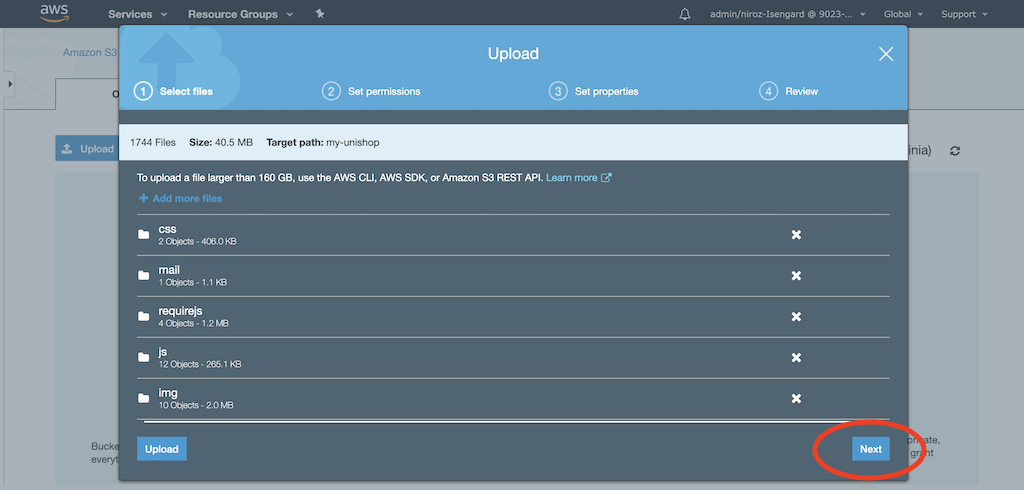 aws Services Resource Groups admin/niroz-Isengard @ 9023-... Global Support
Upload
Amazon S3
1 Select files 2 Set permissions 3 Set properties 4 Review
1744 Files Size: 40.5 MB Target path: my-unishop
Upload
To upload a file larger than 160 GB, use the AWS CLI, AWS SDK, or Amazon S3 REST API. Learn more
Add more files
css
2 Objects - 406.0 KB
mail
1 Objects - 1.1 KB
requirejs
4 Objects - 1.2 MB
js
12 Objects - 265.1 KB
img
10 Objects - 2.0 MB
Upload Next
grant